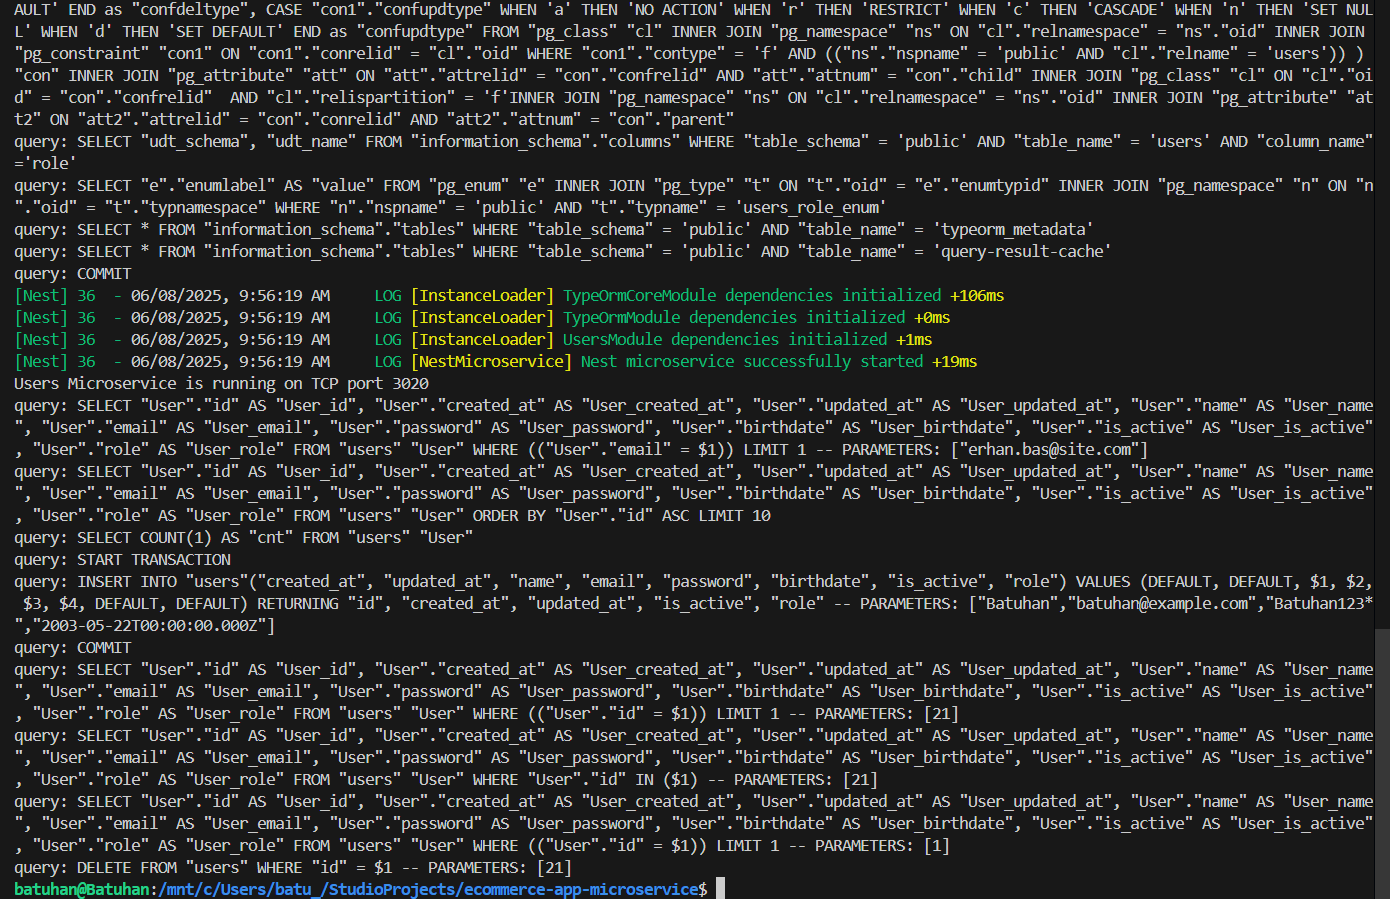 AULT' END as "confdeltype", CASE "con1"."confupdtype" WHEN 'a' THEN 'NO ACTION' WHEN 'r' THEN 'RESTRICT' WHEN 'c' THEN 'CASCADE' WHEN 'n' THEN 'SET NUL
L' WHEN 'd' THEN 'SET DEFAULT' END as "confupdtype" FROM "pg_class" "cl" INNER JOIN "pg_namespace" "ns" ON "cl"."relnamespace" = "ns"."oid" INNER JOIN
"pg_constraint" "con1" ON "con1"."conrelid" = "cl"."oid" WHERE "con1"."contype" = 'f' AND (("ns"."nspname" = 'public' AND "cl"."relname" = 'users')) )
"con" INNER JOIN "pg_attribute" "att" ON "att"."attrelid" = "con"."confrelid" AND "att"."attnum" = "con"."child" INNER JOIN "pg_class" "cl" ON "cl"."oi
d" = "con"."confrelid"  AND "cl"."relispartition" = 'f'INNER JOIN "pg_namespace" "ns" ON "cl"."relnamespace" = "ns"."oid" INNER JOIN "pg_attribute" "at
t2" ON "att2"."attrelid" = "con"."conrelid" AND "att2"."attnum" = "con"."parent"
query: SELECT "udt_schema", "udt_name" FROM "information_schema"."columns" WHERE "table_schema" = 'public' AND "table_name" = 'users' AND "column_name"
='role'
query: SELECT "e"."enumlabel" AS "value" FROM "pg_enum" "e" INNER JOIN "pg_type" "t" ON "t"."oid" = "e"."enumtypid" INNER JOIN "pg_namespace" "n" ON "n
"."oid" = "t"."typnamespace" WHERE "n"."nspname" = 'public' AND "t"."typname" = 'users_role_enum'
query: SELECT * FROM "information_schema"."tables" WHERE "table_schema" = 'public' AND "table_name" = 'typeorm_metadata'
query: SELECT * FROM "information_schema"."tables" WHERE "table_schema" = 'public' AND "table_name" = 'query-result-cache'
query: COMMIT
[Nest] 36  - 06/08/2025, 9:56:19 AM     LOG [InstanceLoader] TypeOrmCoreModule dependencies initialized +106ms
[Nest] 36  - 06/08/2025, 9:56:19 AM     LOG [InstanceLoader] TypeOrmModule dependencies initialized +0ms
[Nest] 36  - 06/08/2025, 9:56:19 AM     LOG [InstanceLoader] UsersModule dependencies initialized +1ms
[Nest] 36  - 06/08/2025, 9:56:19 AM     LOG [NestMicroservice] Nest microservice successfully started +19ms
Users Microservice is running on TCP port 3020
query: SELECT "User"."id" AS "User_id", "User"."created_at" AS "User_created_at", "User"."updated_at" AS "User_updated_at", "User"."name" AS "User_name
", "User"."email" AS "User_email", "User"."password" AS "User_password", "User"."birthdate" AS "User_birthdate", "User"."is_active" AS "User_is_active"
, "User"."role" AS "User_role" FROM "users" "User" WHERE (("User"."email" = $1)) LIMIT 1 -- PARAMETERS: ["erhan.bas@site.com"]
query: SELECT "User"."id" AS "User_id", "User"."created_at" AS "User_created_at", "User"."updated_at" AS "User_updated_at", "User"."name" AS "User_name
", "User"."email" AS "User_email", "User"."password" AS "User_password", "User"."birthdate" AS "User_birthdate", "User"."is_active" AS "User_is_active"
, "User"."role" AS "User_role" FROM "users" "User" ORDER BY "User"."id" ASC LIMIT 10
query: SELECT COUNT(1) AS "cnt" FROM "users" "User"
query: START TRANSACTION
query: INSERT INTO "users"("created_at", "updated_at", "name", "email", "password", "birthdate", "is_active", "role") VALUES (DEFAULT, DEFAULT, $1, $2,
 $3, $4, DEFAULT, DEFAULT) RETURNING "id", "created_at", "updated_at", "is_active", "role" -- PARAMETERS: ["Batuhan","batuhan@example.com","Batuhan123*
","2003-05-22T00:00:00.000Z"]
query: COMMIT
query: SELECT "User"."id" AS "User_id", "User"."created_at" AS "User_created_at", "User"."updated_at" AS "User_updated_at", "User"."name" AS "User_name
", "User"."email" AS "User_email", "User"."password" AS "User_password", "User"."birthdate" AS "User_birthdate", "User"."is_active" AS "User_is_active"
, "User"."role" AS "User_role" FROM "users" "User" WHERE (("User"."id" = $1)) LIMIT 1 -- PARAMETERS: [21]
query: SELECT "User"."id" AS "User_id", "User"."created_at" AS "User_created_at", "User"."updated_at" AS "User_updated_at", "User"."name" AS "User_name
", "User"."email" AS "User_email", "User"."password" AS "User_password", "User"."birthdate" AS "User_birthdate", "User"."is_active" AS "User_is_active"
, "User"."role" AS "User_role" FROM "users" "User" WHERE "User"."id" IN ($1) -- PARAMETERS: [21]
query: SELECT "User"."id" AS "User_id", "User"."created_at" AS "User_created_at", "User"."updated_at" AS "User_updated_at", "User"."name" AS "User_name
", "User"."email" AS "User_email", "User"."password" AS "User_password", "User"."birthdate" AS "User_birthdate", "User"."is_active" AS "User_is_active"
, "User"."role" AS "User_role" FROM "users" "User" WHERE (("User"."id" = $1)) LIMIT 1 -- PARAMETERS: [1]
query: DELETE FROM "users" WHERE "id" = $1 -- PARAMETERS: [21]
batuhan@Batuhan:/mnt/c/Users/batu_/StudioProjects/ecommerce-app-microservice$